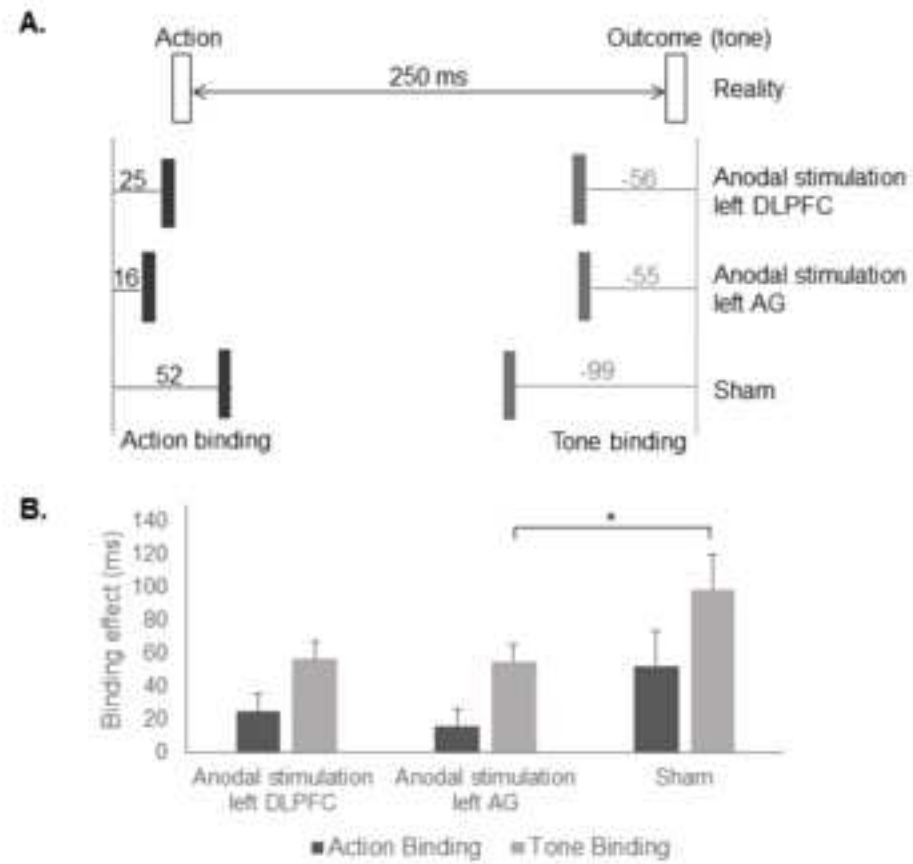 A.
Action
Outcome (tone)
250 ms
Reality
25
-56
Anodal stimulation
left DLPFC
16
-55
Anodal stimulation
left AG
52
-99
Sham
Action binding
Tone binding
B.
Binding effect (ms)
140
120
100
80
60
40
20
0
*
Anodal stimulation
left DLPFC
Anodal stimulation
left AG
Sham
Action Binding
Tone Binding